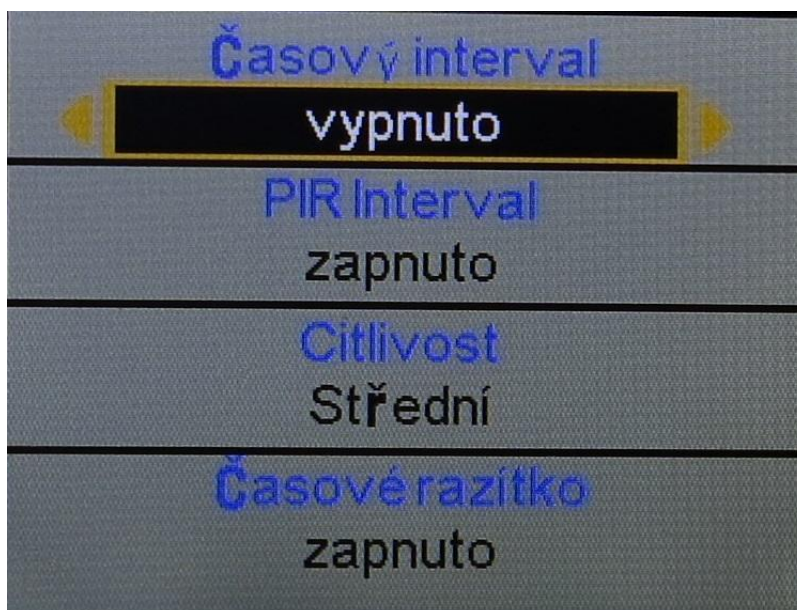 Časový interval
vypnuto
PIR Interval
zapnuto
Citlivost
Střední
Časové razítko
zapnuto